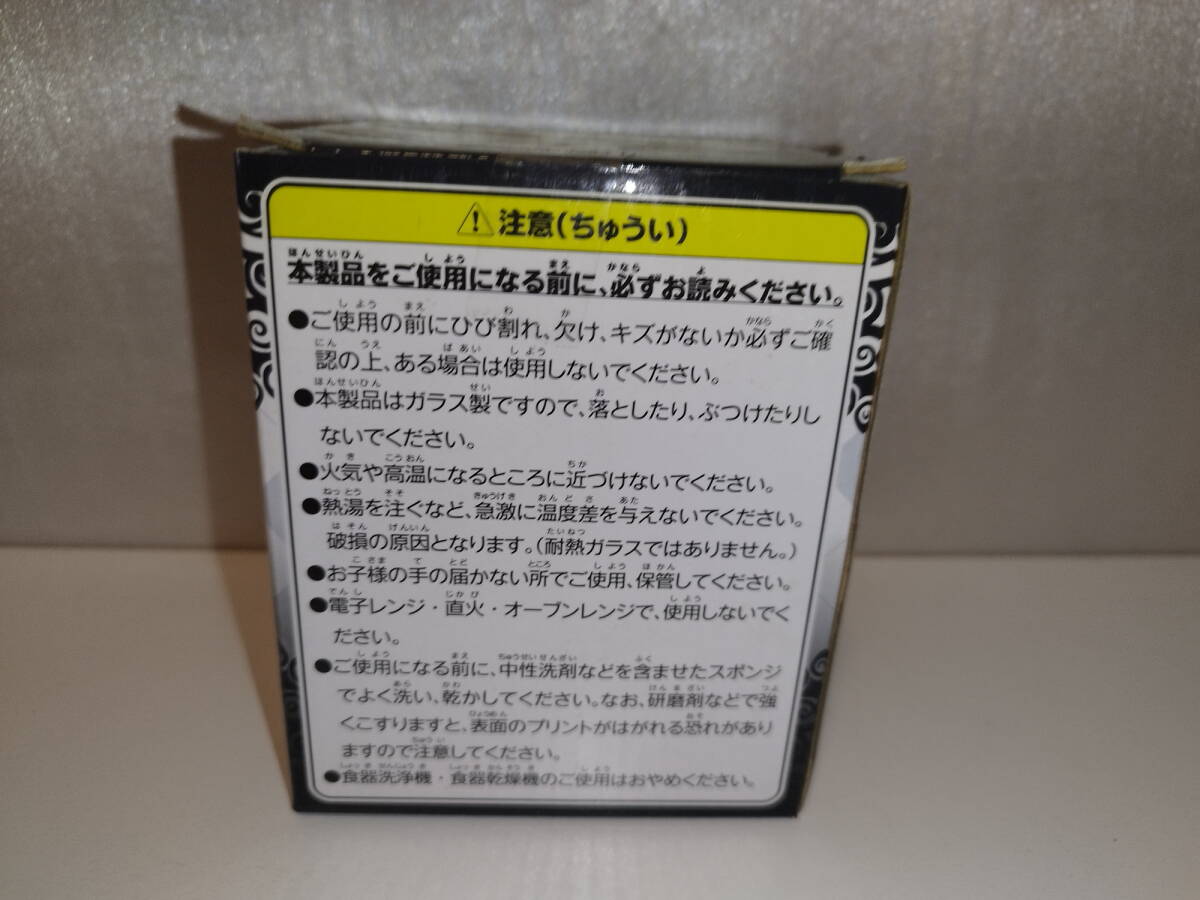 ⚠注意(ちゅうい)
本製品をご使用になる前に、必ずお読みください。
●ご使用の前にひび割れ、欠け、キズがないか必ずご確
認の上、ある場合は使用しないでください。
●本製品はガラス製ですので、落としたり、ぶつけたりし
ないでください。
●火気や高温になるところに近づけないでください。
●熱湯を注ぐなど、急激に温度差を与えないでください。
破損の原因となります。(耐熱ガラスではありません。)
●お子様の手の届かない所でご使用、保管してください。
●電子レンジ・直火・オーブンレンジで、使用しないでく
ださい。
●ご使用になる前に、中性洗剤などを含ませたスポンジ
でよく洗い、乾かしてください。なお、研磨剤などで強
くこすりますと、表面のプリントがはがれる恐れがあり
ますので注意してください。
●食器洗浄機・食器乾燥機のご使用はおやめください。